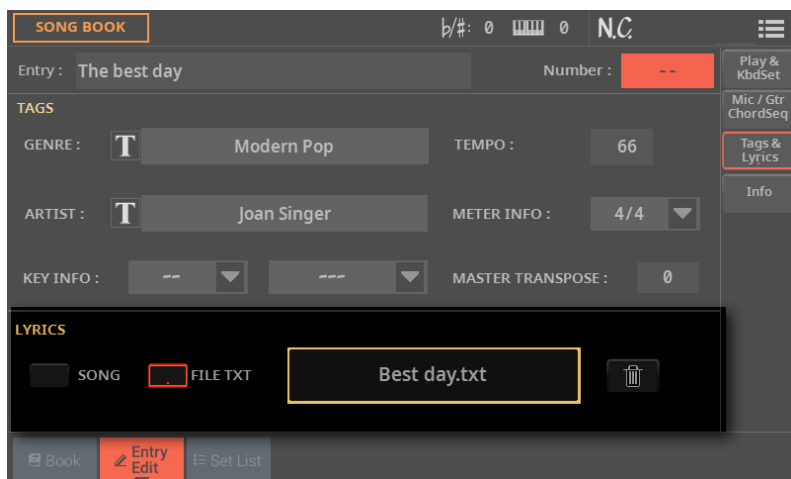 SONG BOOK
♭/#: 0 0 N.C.
Entry : The best day Number : --
Play & KbdSet
TAGS
Mic / Gtr ChordSeq
GENRE : T Modern Pop TEMPO : 66
Tags & Lyrics
Info
ARTIST : T Joan Singer METER INFO : 4/4
KEY INFO : -- --- MASTER TRANSPOSE : 0
LYRICS
SONG FILE TXT Best day.txt
Book Entry Edit Set List